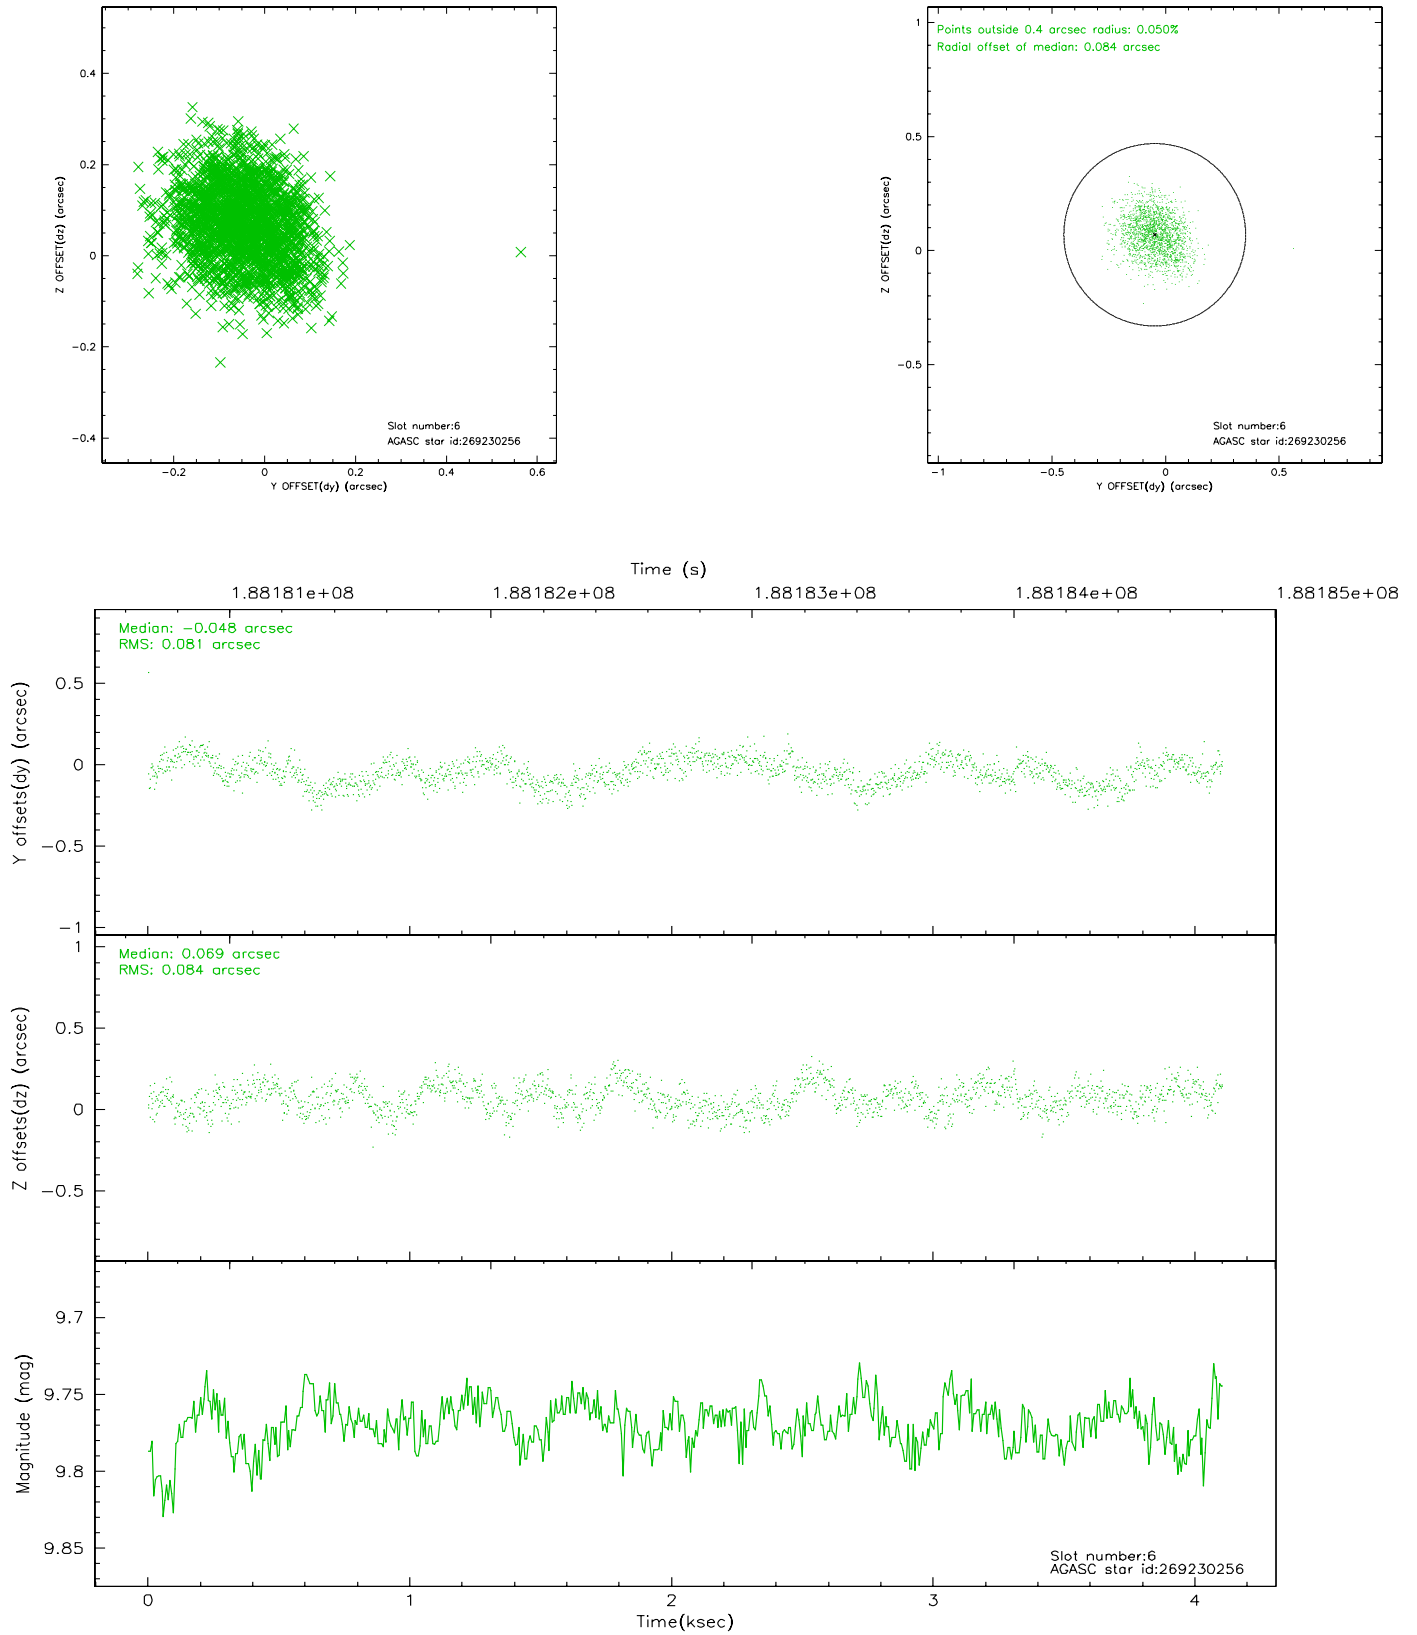 0.4
0.2
0
−0.2
−0.4
Z OFFSET(dz) (arcsec)
Slot number:6
AGASC star id:269230256
−0.2 0 0.2 0.4 0.6
Y OFFSET(dy) (arcsec)
Points outside 0.4 arcsec radius: 0.050%
Radial offset of median: 0.084 arcsec
1
0.5
0
−0.5
Z OFFSET(dz) (arcsec)
Slot number:6
AGASC star id:269230256
−1 −0.5 0 0.5
Y OFFSET(dy) (arcsec)
Time (s)
1.88181e+08 1.88182e+08 1.88183e+08 1.88184e+08 1.88185e+08
Median: −0.048 arcsec
RMS: 0.081 arcsec
0.5
0
−0.5
−1
Y offsets(dy) (arcsec)
Median: 0.069 arcsec
RMS: 0.084 arcsec
1
0.5
0
−0.5
Z offsets(dz) (arcsec)
9.7
9.75
9.8
9.85
Magnitude (mag)
Slot number:6
AGASC star id:269230256
0 1 2 3 4
Time(ksec)